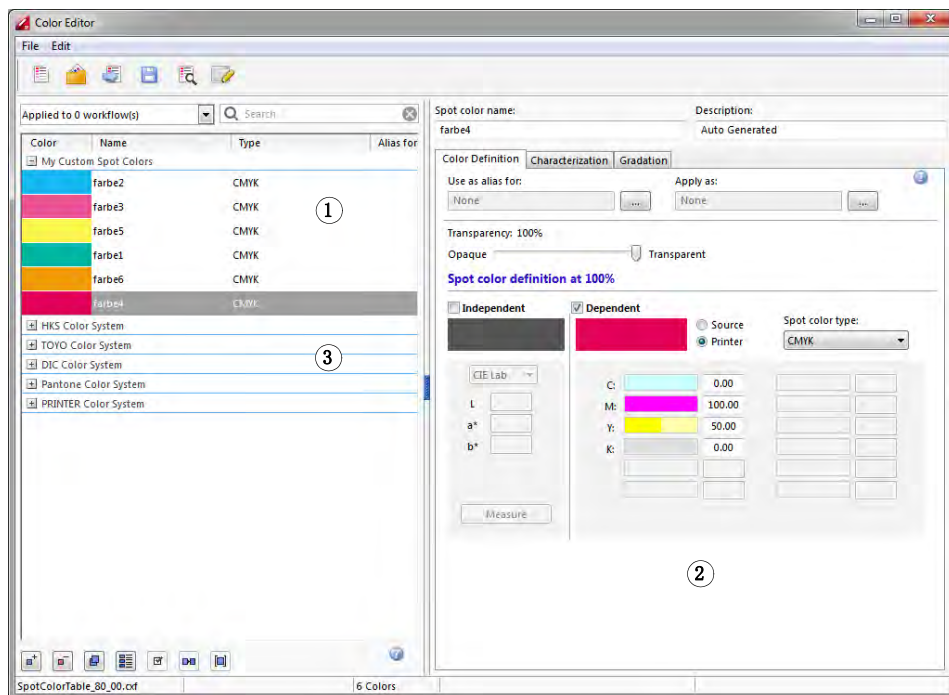 Color Editor
File Edit
Applied to 0 workflow(s) Search
Color Name Type Alias for
My Custom Spot Colors
farbe2 CMYK
farbe3 CMYK
①
farbe5 CMYK
farbe1 CMYK
farbe6 CMYK
farbe4 CMYK
HKS Color System
TOYO Color System
③
DIC Color System
Pantone Color System
PRINTER Color System
Spot color name: Description:
farbe4 Auto Generated
Color Definition Characterization Gradation
Use as alias for: Apply as:
None ... None ...
Transparency: 100%
Opaque Transparent
Spot color definition at 100%
Independent Dependent
Source
Printer
Spot color type:
CMYK
CIE Lab
L
a*
b*
Measure
C: 0.00
M: 100.00
Y: 50.00
K: 0.00
②
SpotColorTable_80_00.cxf 6 Colors